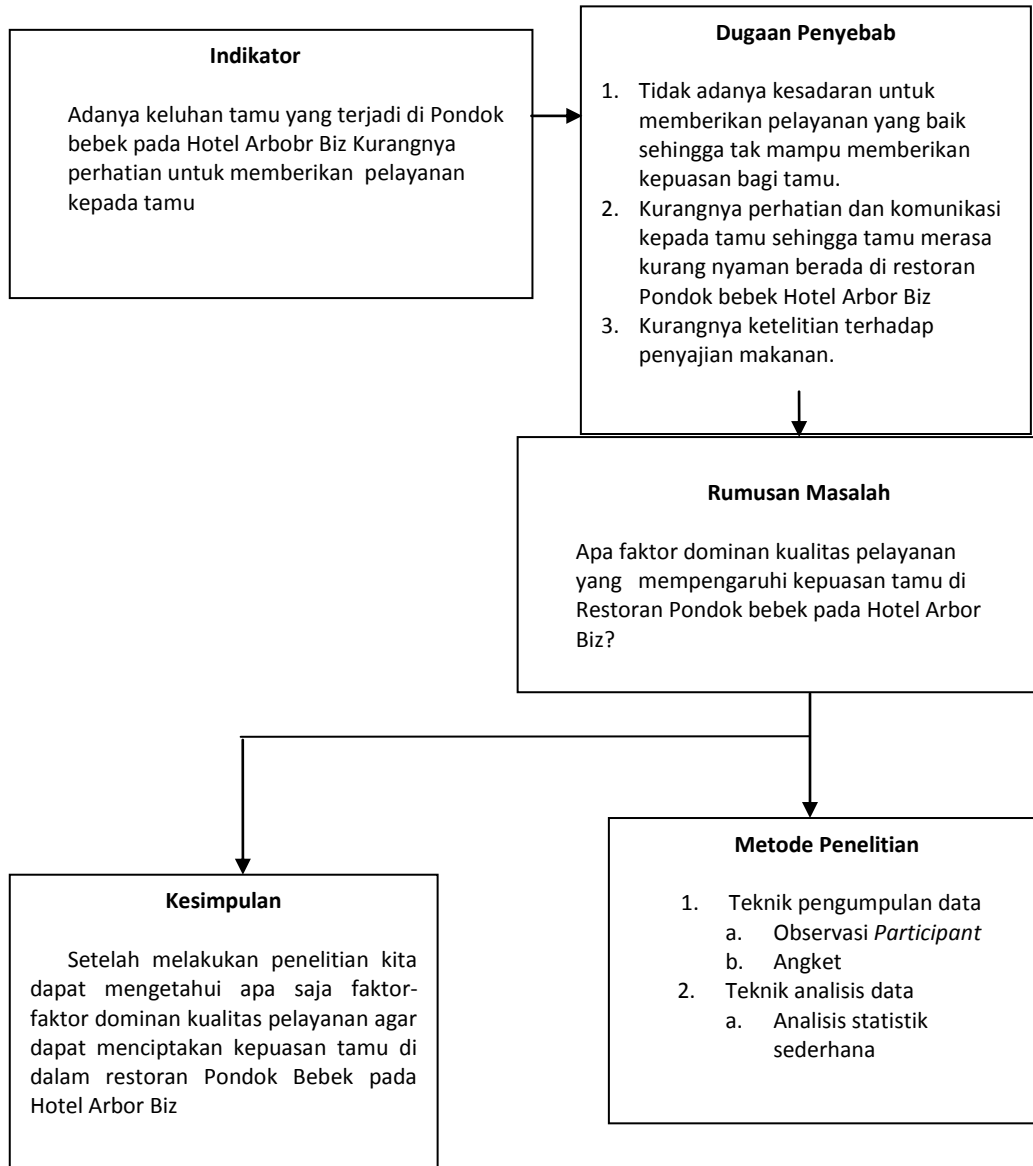 Indikator
Adanya keluhan tamu yang terjadi di Pondok
bebek pada Hotel Arbobr Biz Kurangnya
perhatian untuk memberikan pelayanan
kepada tamu
Dugaan Penyebab
1. Tidak adanya kesadaran untuk
memberikan pelayanan yang baik
sehingga tak mampu memberikan
kepuasan bagi tamu.
2. Kurangnya perhatian dan komunikasi
kepada tamu sehingga tamu merasa
kurang nyaman berada di restoran
Pondok bebek Hotel Arbor Biz
3. Kurangnya ketelitian terhadap
penyajian makanan.
Rumusan Masalah
Apa faktor dominan kualitas pelayanan
yang mempengaruhi kepuasan tamu di
Restoran Pondok bebek pada Hotel Arbor
Biz?
Metode Penelitian
1. Teknik pengumpulan data
a. Observasi Participant
b. Angket
2. Teknik analisis data
a. Analisis statistik
sederhana
Kesimpulan
Setelah melakukan penelitian kita
dapat mengetahui apa saja faktor-
faktor dominan kualitas pelayanan agar
dapat menciptakan kepuasan tamu di
dalam restoran Pondok Bebek pada
Hotel Arbor Biz